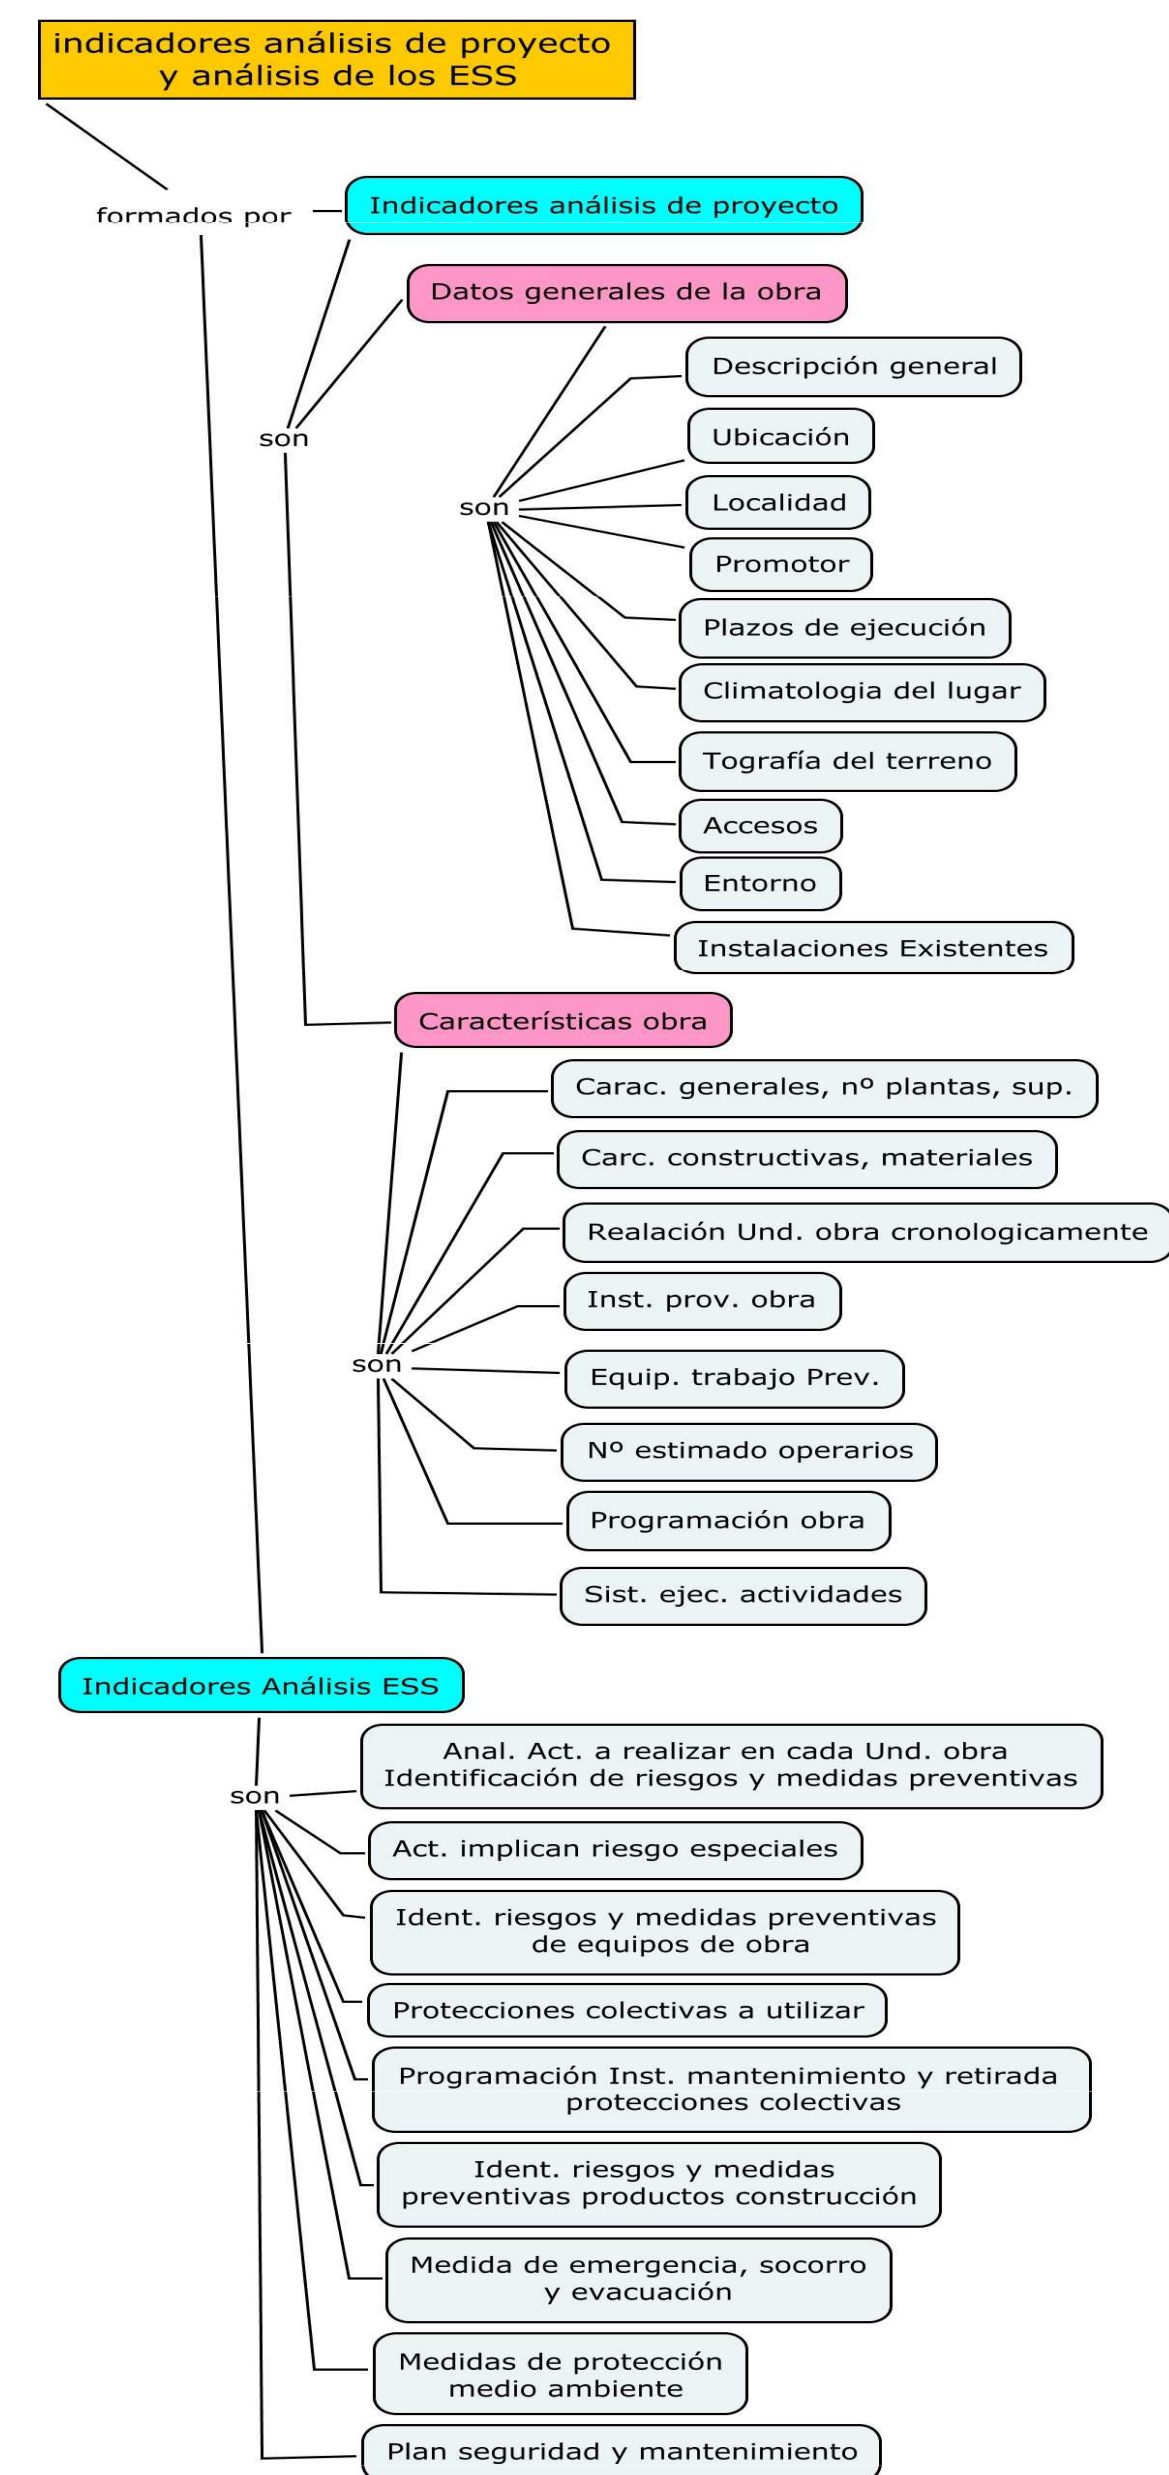 indicadores análisis de proyecto
y análisis de los ESS
formados por
Indicadores análisis de proyecto
Datos generales de la obra
Descripción general
Ubicación
son
son
Localidad
Promotor
Plazos de ejecución
Climatologia del lugar
Tografía del terreno
Accesos
Entorno
Instalaciones Existentes
Características obra
Carac. generales, nº plantas, sup.
Carc. constructivas, materiales
Realación Und. obra cronologicamente
Inst. prov. obra
son
Equip. trabajo Prev.
Nº estimado operarios
Programación obra
Sist. ejec. actividades
Indicadores Análisis ESS
Anal. Act. a realizar en cada Und. obra
Identificación de riesgos y medidas preventivas
son
Act. implican riesgo especiales
Ident. riesgos y medidas preventivas
de equipos de obra
Protecciones colectivas a utilizar
Programación Inst. mantenimiento y retirada
protecciones colectivas
Ident. riesgos y medidas
preventivas productos construcción
Medida de emergencia, socorro
y evacuación
Medidas de protección
medio ambiente
Plan seguridad y mantenimiento